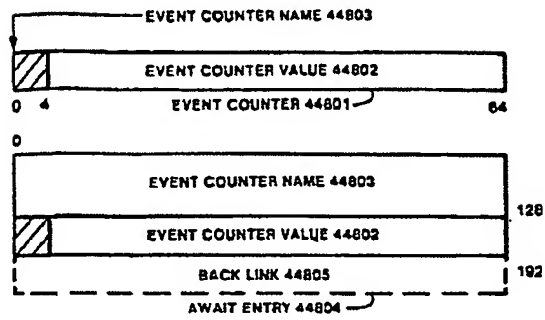 EVENT COUNTER NAME 44803
EVENT COUNTER VALUE 44802
0 4 EVENT COUNTER 44801 64
0
EVENT COUNTER NAME 44803
128
EVENT COUNTER VALUE 44802
BACK LINK 44805 192
AWAIT ENTRY 44804